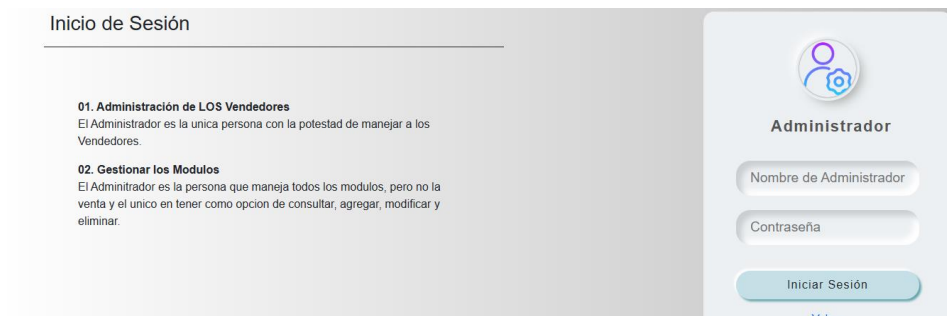 Inicio de Sesión
01. Administración de LOS Vendedores
El Administrador es la unica persona con la potestad de manejar a los
Vendedores.
02. Gestionar los Modulos
El Adminitrador es la persona que maneja todos los modulos, pero no la
venta y el unico en tener como opcion de consultar, agregar, modificar y
eliminar.
Administrador
Nombre de Administrador
Contraseña
Iniciar Sesión